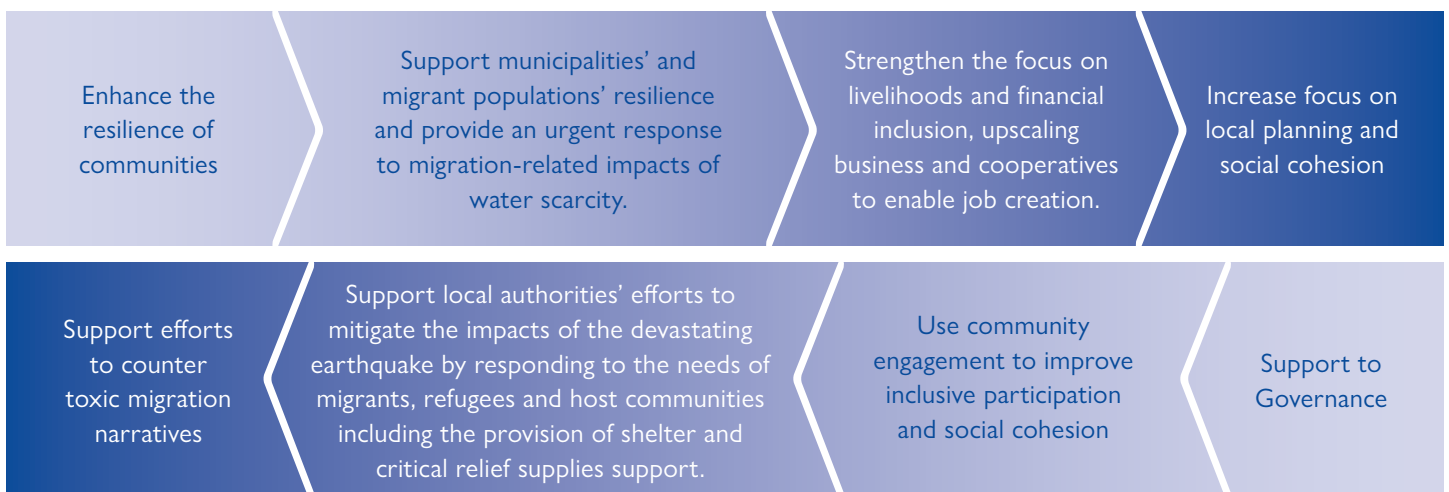 Enhance the
resilience of
communities
Support municipalities’ and
migrant populations’ resilience
and provide an urgent response
to migration-related impacts of
water scarcity.
Strengthen the focus on
livelihoods and financial
inclusion, upscaling
business and cooperatives
to enable job creation.
Increase focus on
local planning and
social cohesion
Support efforts
to counter
toxic migration
narratives
Support local authorities’ efforts to
mitigate the impacts of the devastating
earthquake by responding to the needs of
migrants, refugees and host communities
including the provision of shelter and
critical relief supplies support.
Use community
engagement to improve
inclusive participation
and social cohesion
Support to
Governance